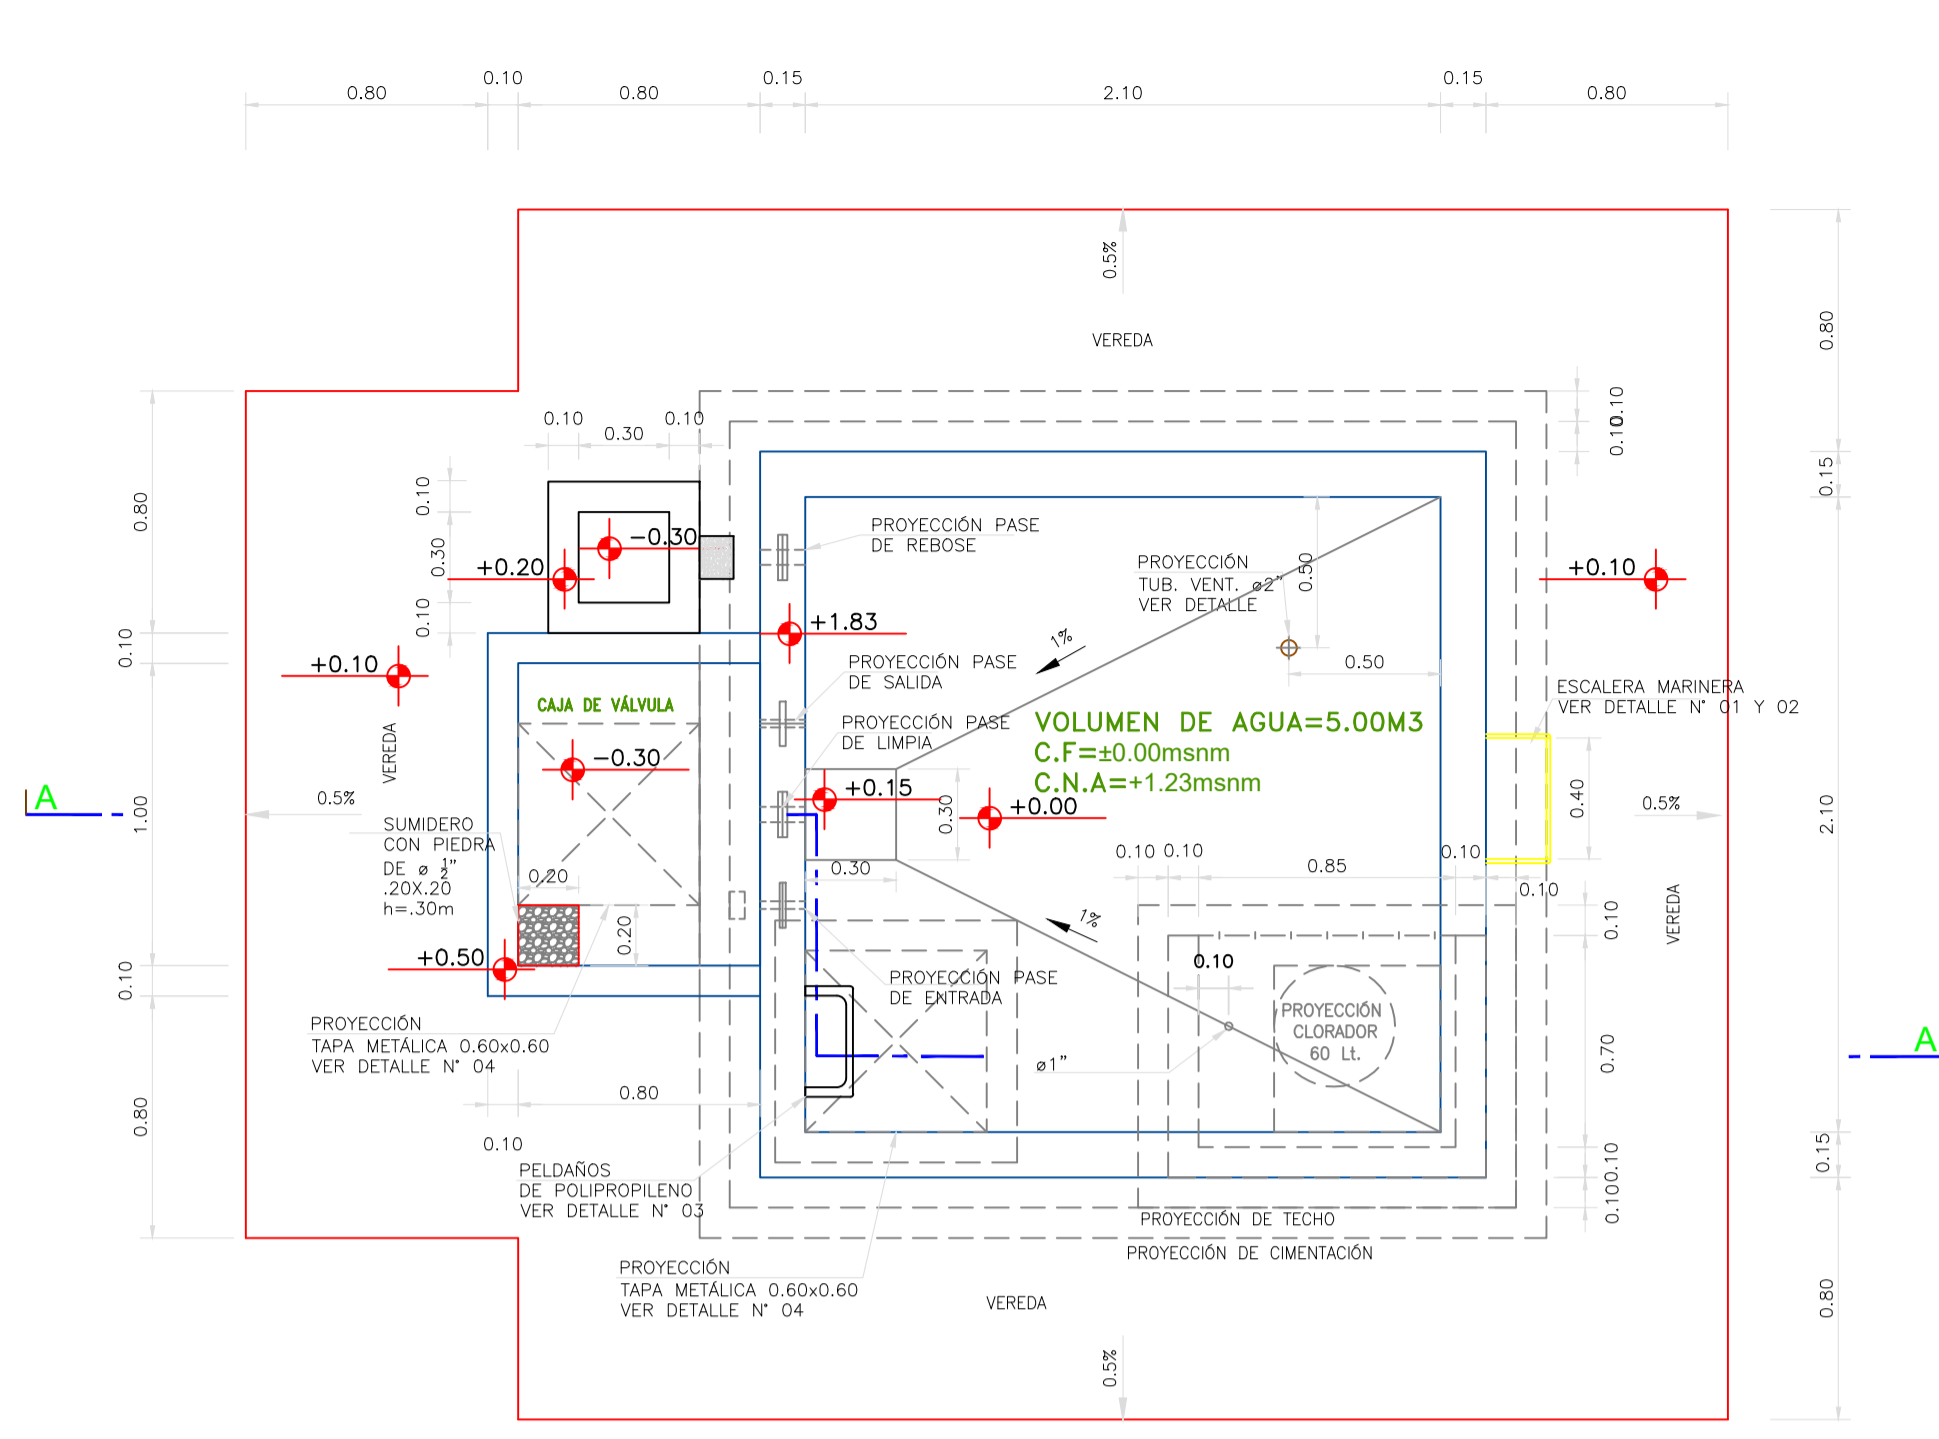 0.10
0.15
0.15
0.80
0.80
2.10
0.80
0.5%
VEREDA
0.80
0.10
0.10
0.15
0.10
0.10
0.30
0.80
0.10
0.30
0.10
-0.30
+0.20
PROYECCIÓN PASE
DE REBOSE
PROYECCIÓN
TUB. VENT. ø2"
VER DETALLE
0.50
+0.10
+1.83
1%
0.10
+0.10
PROYECCIÓN PASE
DE SALIDA
0.50
ESCALERA MARINERA
VER DETALLE N° 01 Y 02
CAJA DE VÁLVULA
PROYECCIÓN PASE
DE LIMPIA
VOLUMEN DE AGUA=5.00M3
C.F=±0.00msnm
C.N.A=+1.23msnm
VEREDA
-0.30
+0.15
+0.00
0.30
0.40
A
0.5%
0.5%
1.00
2.10
SUMIDERO
CON PIEDRA
DE ø ½"
.20X.20
h=.30m
0.20
0.30
0.10
0.10
0.85
0.10
0.10
0.20
1%
0.10
VEREDA
+0.50
0.10
PROYECCIÓN PASE
DE ENTRADA
0.10
PROYECCIÓN
CLORADOR
60 Lt.
PROYECCIÓN
TAPA METÁLICA 0.60x0.60
VER DETALLE N° 04
ø1"
0.70
A
0.80
0.80
0.10
0.10
0.10
0.15
PELDAÑOS
DE POLIPROPILENO
VER DETALLE N° 03
PROYECCIÓN DE TECHO
PROYECCIÓN DE CIMENTACIÓN
PROYECCIÓN
TAPA METÁLICA 0.60x0.60
VER DETALLE N° 04
VEREDA
0.80
0.5%